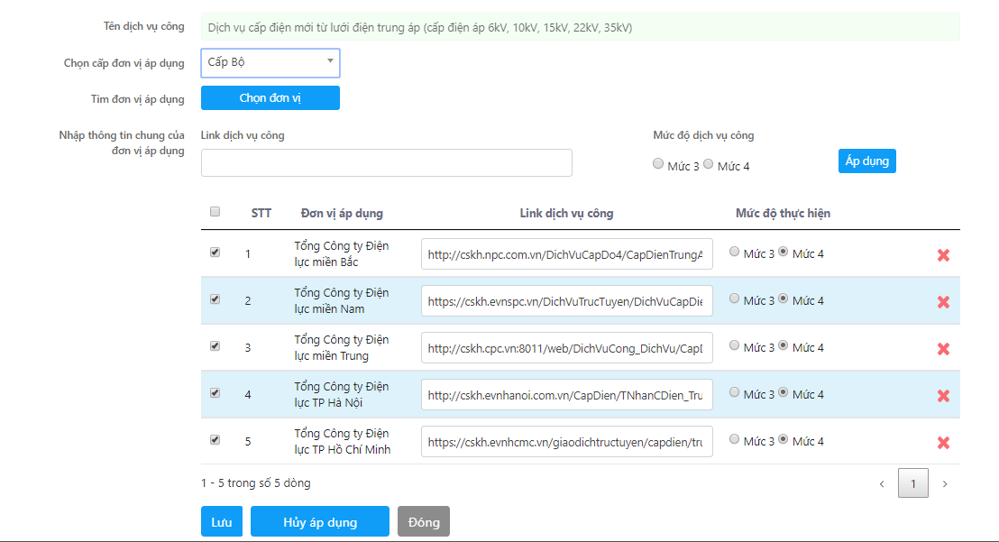 Tên dịch vụ công
Dịch vụ cấp điện mới từ lưới điện trung áp (cấp điện áp 6kV, 10kV, 15kV, 22kV, 35kV)
Chọn cấp đơn vị áp dụng
Cấp Bộ
Tìm đơn vị áp dụng
Chọn đơn vị
Nhập thông tin chung của
đơn vị áp dụng
Link dịch vụ công
Mức độ dịch vụ công
Mức 3 Mức 4
Áp dụng
STT Đơn vị áp dụng Link dịch vụ công Mức độ thực hiện
1
Tổng Công ty Điện
lực miền Bắc
http://cskh.npc.com.vn/DichVuCapDo4/CapDienTrungA
Mức 3 Mức 4
2
Tổng Công ty Điện
lực miền Nam
https://cskh.evnspc.vn/DichVuTrucTuyen/DichVuCapDie
Mức 3 Mức 4
3
Tổng Công ty Điện
lực miền Trung
http://cskh.cpc.vn:8011/web/DichVuCong_DichVu/CapD
Mức 3 Mức 4
4
Tổng Công ty Điện
lực TP Hà Nội
http://cskh.evnhanoi.com.vn/CapDien/TNhanCDien_Tru
Mức 3 Mức 4
5
Tổng Công ty Điện
lực TP Hồ Chí Minh
https://cskh.evnhcmc.vn/giaodichtructuyen/capdien/tru
Mức 3 Mức 4
1 - 5 trong số 5 dòng
‹ 1 ›
Lưu
Hủy áp dụng
Đóng